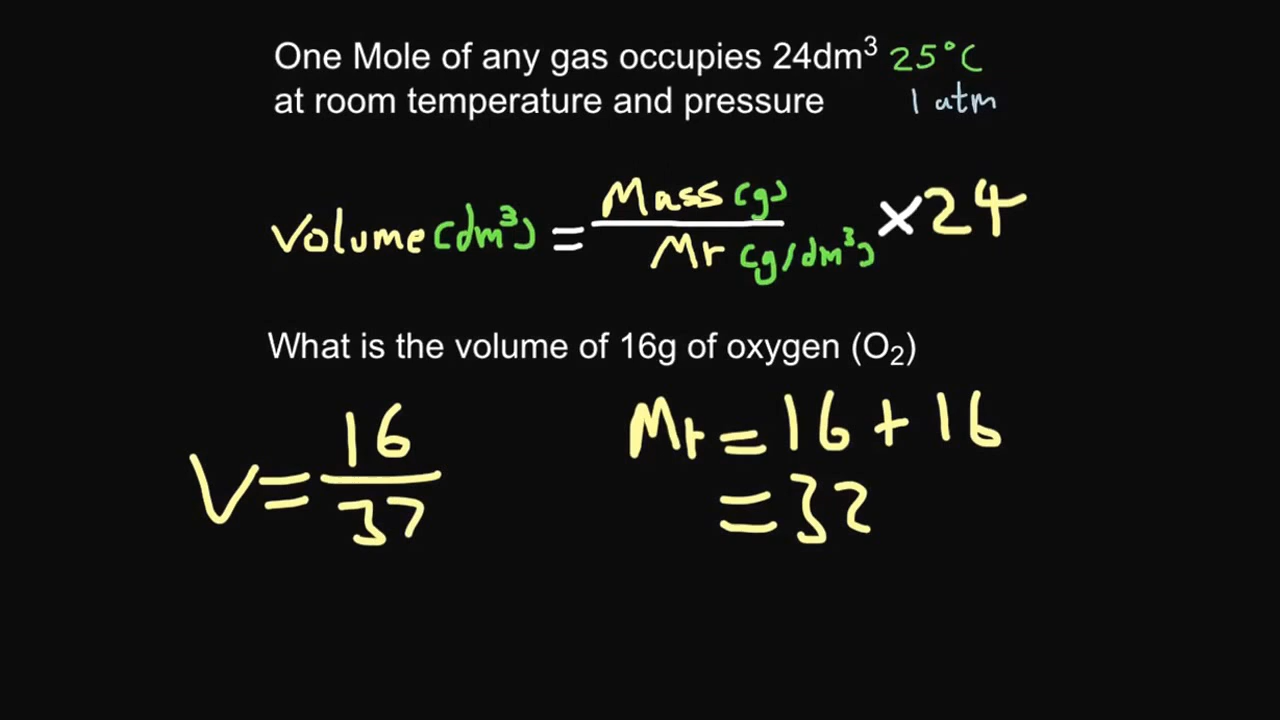 One Mole of any gas occupies 24dm³ 25°C
at room temperature and pressure 1 atm
Volume (dm³) = Mass (g) / Mr (g/dm³) × 24
What is the volume of 16g of oxygen (O₂)
V = 16 / 37
Mr = 16 + 16
= 32